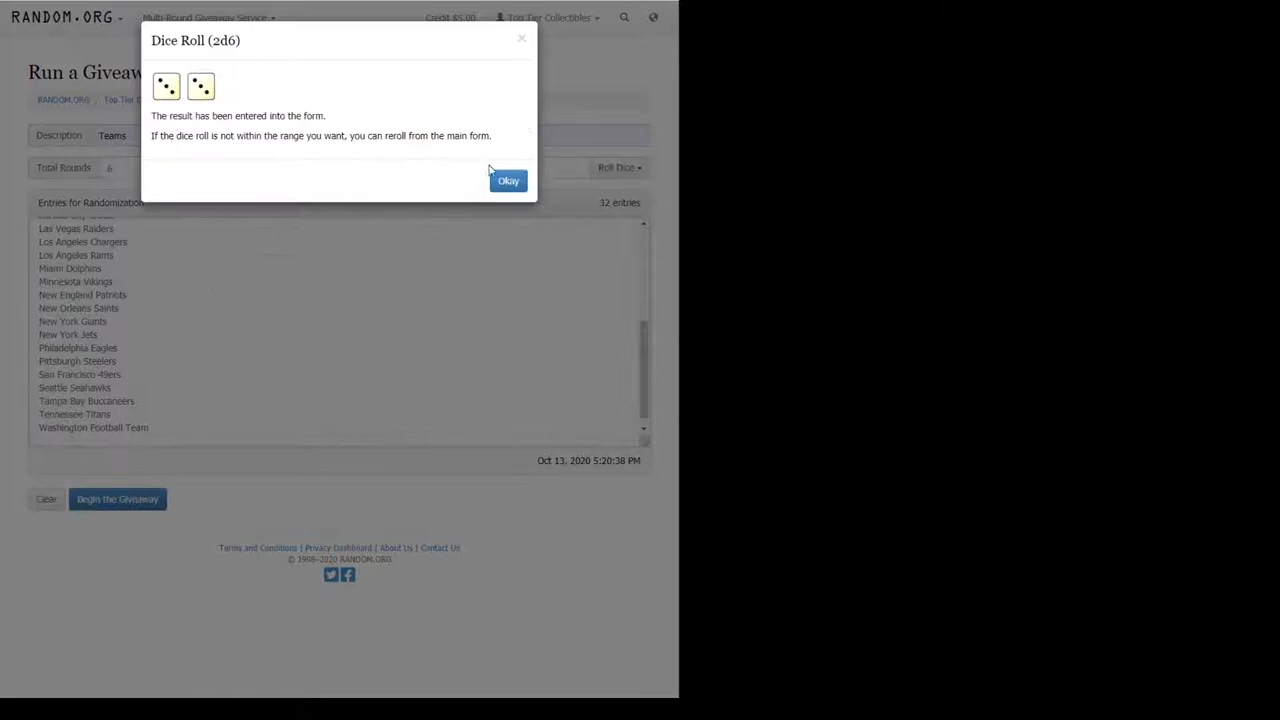 RANDOM.ORG
Multi-Round Giveaway Service
Credit $5.00
Top Tier Collectibles
Dice Roll (2d6)
×
Run a Giveaw
RANDOM.ORG / Top Tier C
The result has been entered into the form.
If the dice roll is not within the range you want, you can reroll from the main form.
Description Teams
Total Rounds 6
Roll Dice
Okay
Entries for Randomization
32 entries
Las Vegas Raiders
Los Angeles Chargers
Los Angeles Rams
Miami Dolphins
Minnesota Vikings
New England Patriots
New Orleans Saints
New York Giants
New York Jets
Philadelphia Eagles
Pittsburgh Steelers
San Francisco 49ers
Seattle Seahawks
Tampa Bay Buccaneers
Tennessee Titans
Washington Football Team
Oct 13, 2020 5:20:38 PM
Clear
Begin the Giveaway
Terms and Conditions | Privacy Dashboard | About Us | Contact Us
© 1998–2020 RANDOM.ORG